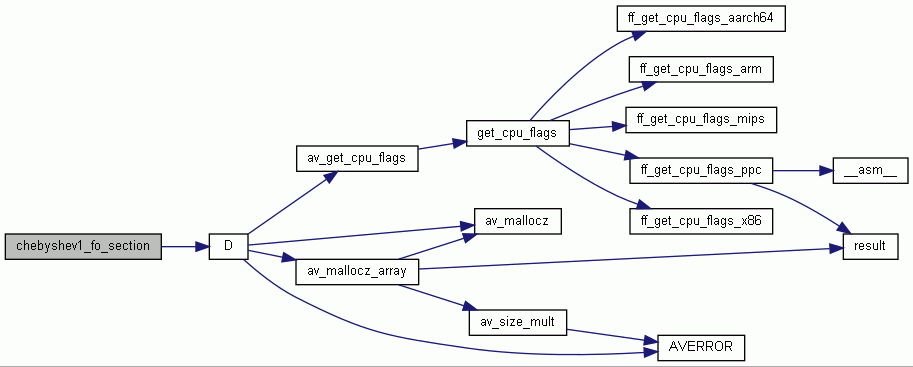 ff_get_cpu_flags_aarch64
ff_get_cpu_flags_arm
ff_get_cpu_flags_mips
get_cpu_flags
av_get_cpu_flags
ff_get_cpu_flags_ppc
__asm__
ff_get_cpu_flags_x86
av_mallocz
chebyshev1_fo_section
D
result
av_mallocz_array
av_size_mult
AVERROR